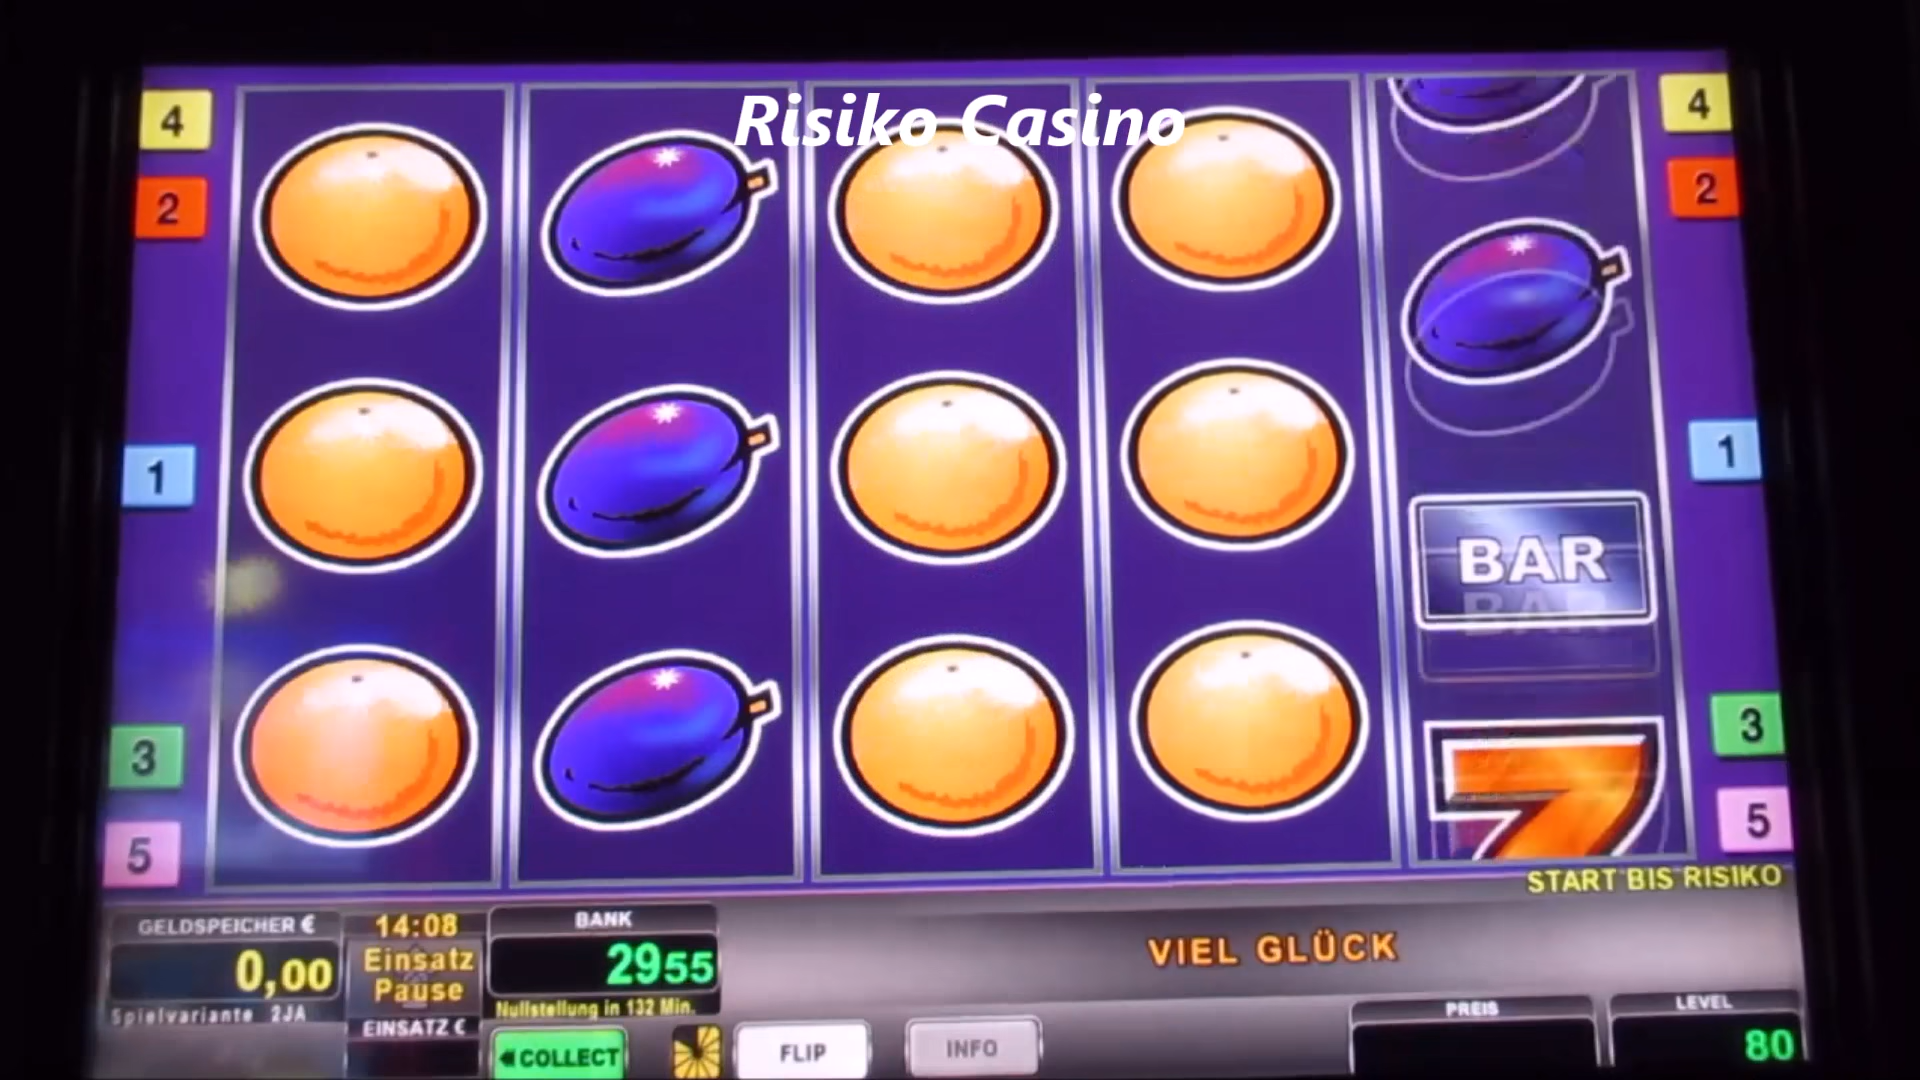 Risiko Casino
4
4
2
2
1
1
BAR
3
3
7
5
5
START BIS RISIKO
GELDSPEICHER €
14:08
BANK
0,00
Einsatz
Pause
2955
VIEL GLÜCK
Spielvariante 2JA
Nullstellung in 132 Min.
EINSATZ €
PREIS
LEVEL
COLLECT
FLIP
INFO
80